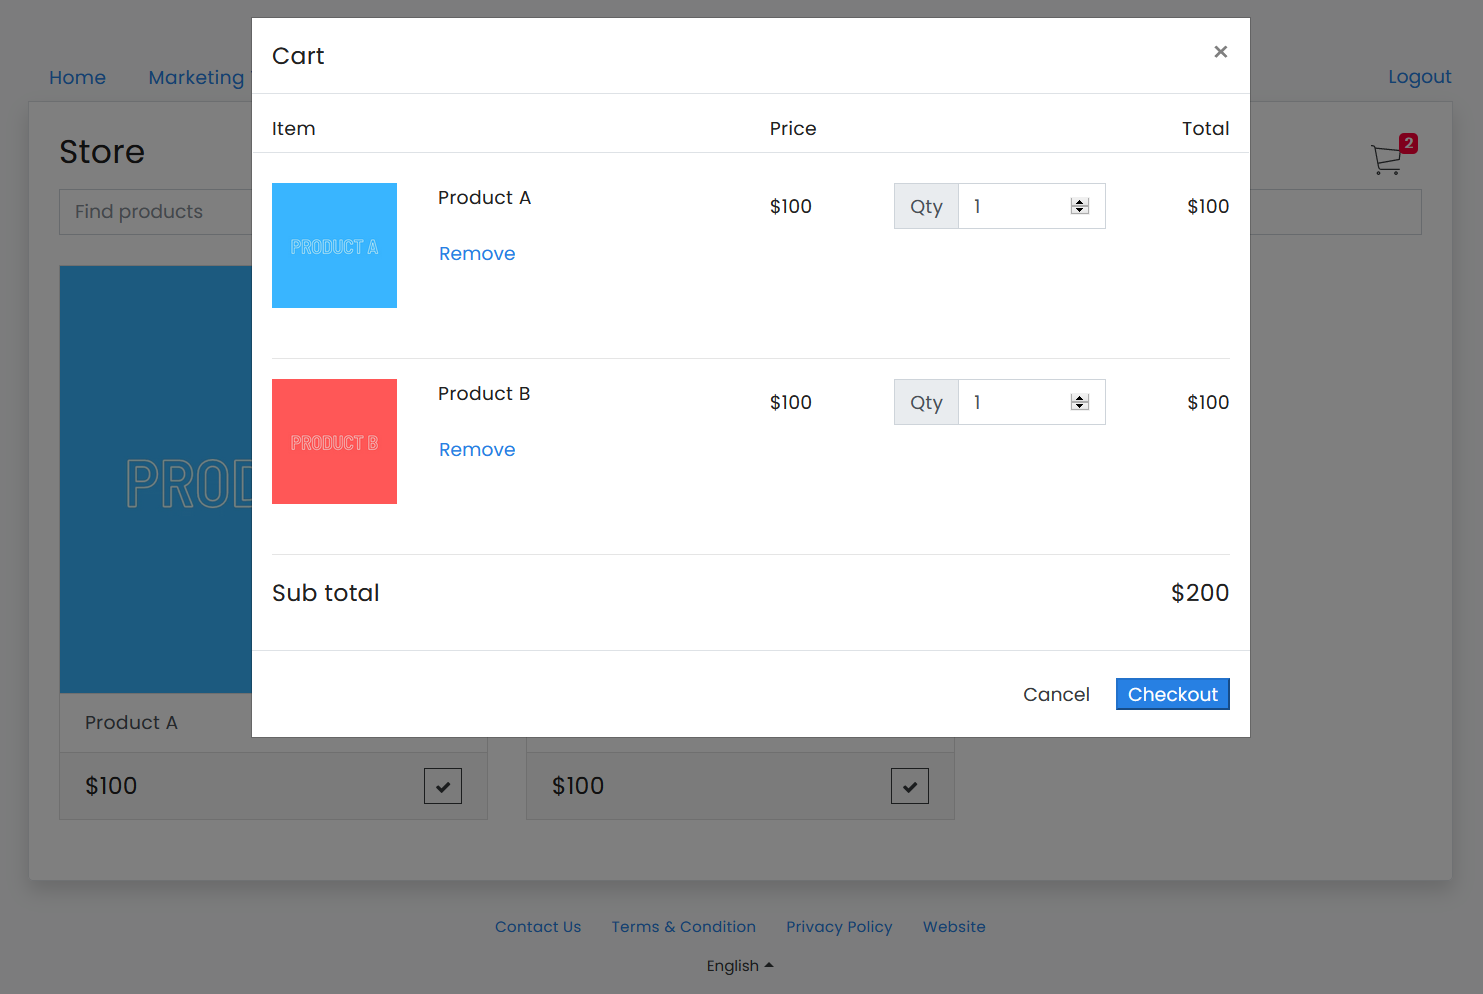 Cart ×
Home Marketing Logout
Item Price Total
Store 2
Find products
Product A $100 Qty 1 $100
PRODUCT A
Remove
Product B $100 Qty 1 $100
PRODUCT B
Remove
Sub total $200
Cancel Checkout
Product A
$100 $100
Contact Us Terms & Condition Privacy Policy Website
English